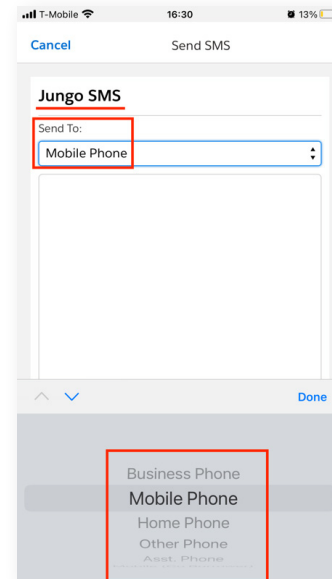 T-Mobile 16:30 13%
Cancel Send SMS
Jungo SMS
Send To:
Mobile Phone
Done
Business Phone
Mobile Phone
Home Phone
Other Phone
Asst. Phone